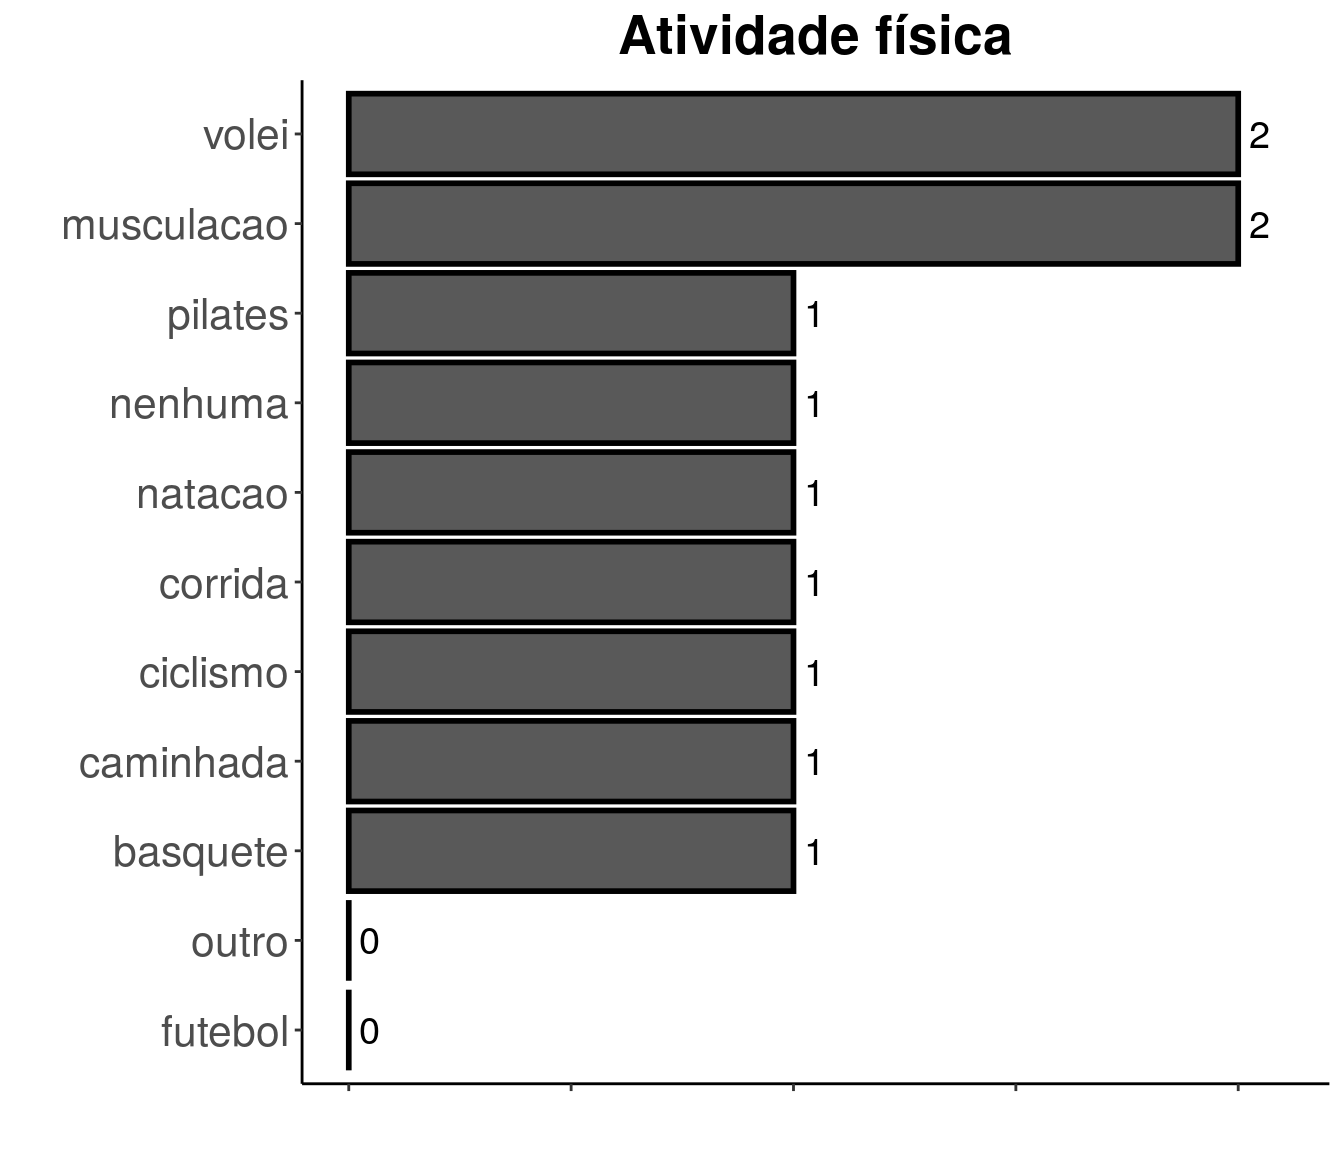 Atividade física
volei 2
musculacao 2
pilates 1
nenhuma 1
natacao 1
corrida 1
ciclismo 1
caminhada 1
basquete 1
outro 0
futebol 0